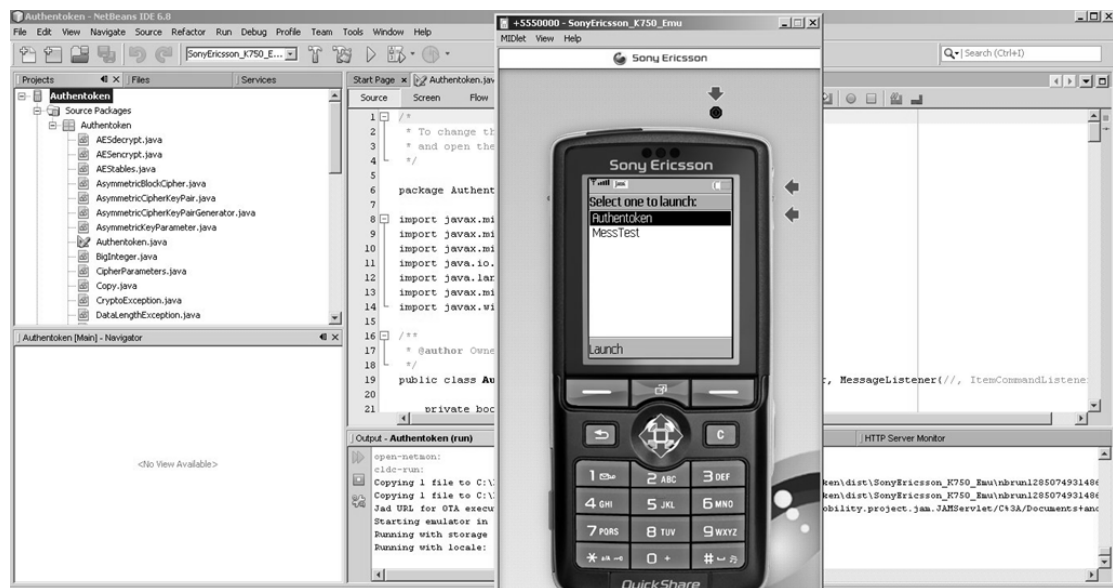 Authentoken - NetBeans IDE 6.8
File Edit View Navigate Source Refactor Run Debug Profile Team Tools Window Help
SonyEricsson_K750_E...
Search (Ctrl+I)
Projects Files Services
Authentoken
Source Packages
Authentoken
AESdecrypt.java
AESencrypt.java
AEStables.java
AsymmetricBlockCipher.java
AsymmetricCipherKeyPair.java
AsymmetricCipherKeyPairGenerator.java
AsymmetricKeyParameter.java
Authentoken.java
BigInteger.java
CipherParameters.java
Copy.java
CryptoException.java
DataLengthException.java
Authentoken [Main] - Navigator
<No View Available>
Start Page Authentoken.jav
Source Screen Flow
1 /*
2 * To change th
3 * and open the
4 */
5
6 package Authent
7
8 import javax.mi
9 import javax.mi
10 import javax.mi
11 import java.io.
12 import java.lan
13 import javax.mi
14 import javax.wi
15
16 /**
17 * @author Owne
18 */
19 public class Au , MessageListener(//, ItemCommandListene
20
21 private boo
Output - Authentoken (run) HTTP Server Monitor
open-netmon:
cldc-run:
Copying 1 file to C:\ ken\dist\SonyEricsson_K750_Emu\nbrun1285074931486
Copying 1 file to C:\ ken\dist\SonyEricsson_K750_Emu\nbrun1285074931486
Jad URL for OTA execu obility.project.jam.JAMServlet/C%3A/Documents+and
Starting emulator in
Running with storage
Running with locale:
+5550000 - SonyEricsson_K750_Emu
MIDlet View Help
Sony Ericsson
Sony Ericsson
Select one to launch:
Authentoken
MessTest
Launch
C
1 2 ABC 3 DEF
4 GHI 5 JKL 6 MNO
7 PQRS 8 TUV 9 WXYZ
* a/A 0 + #
QuickShare